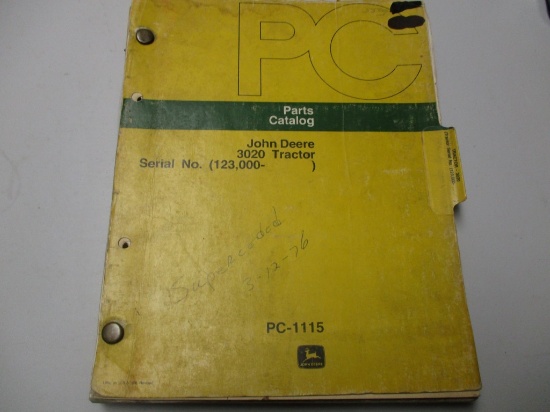 PC
Parts
Catalog
John Deere
3020 Tractor
Serial No. (123,000- )
Superceded
5-12-76
PC-1115